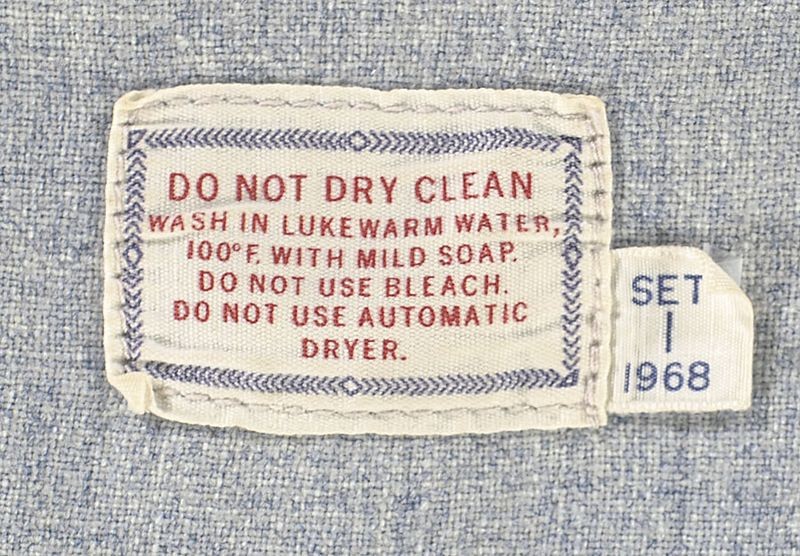 DO NOT DRY CLEAN
WASH IN LUKEWARM WATER,
100°F. WITH MILD SOAP.
DO NOT USE BLEACH.
DO NOT USE AUTOMATIC
DRYER.
SET
1
1968